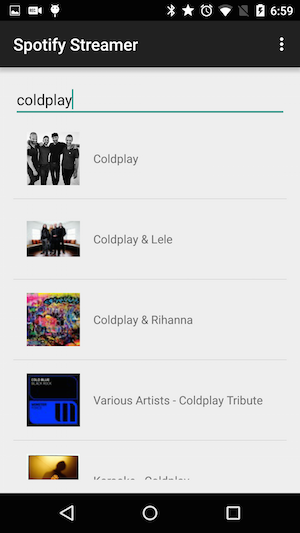 6:59
Spotify Streamer
coldplay
Coldplay
Coldplay & Lele
Coldplay & Rihanna
COLD BLUE
BLACK ROCK
Various Artists - Coldplay Tribute
Karaoke - Coldplay